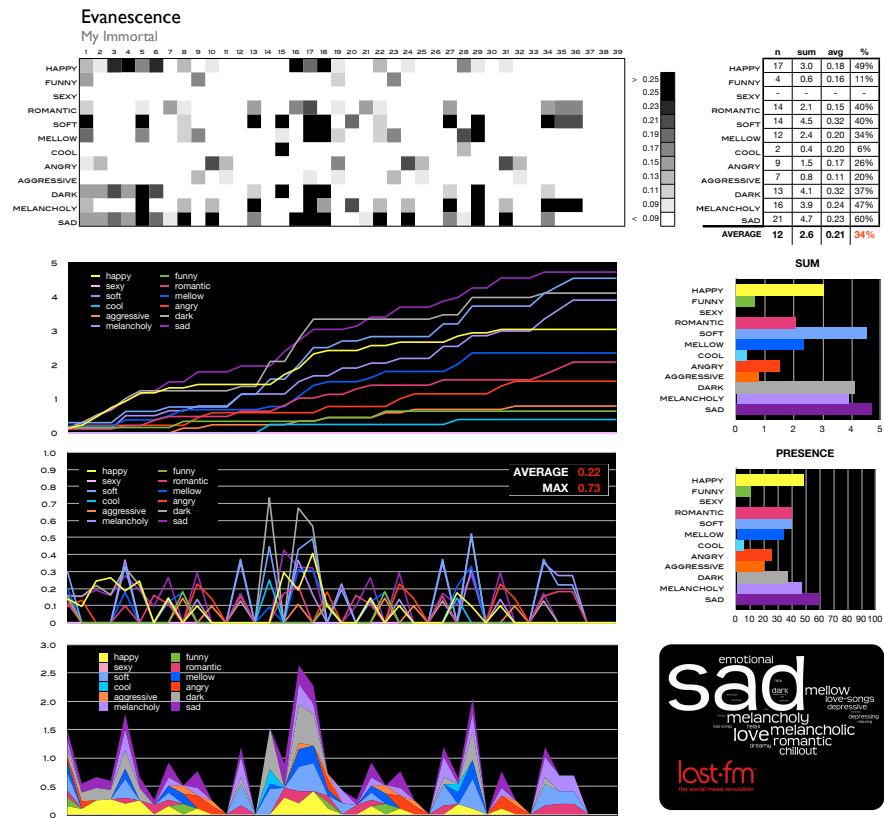 Evanescence
My Immortal
1 2 3 4 5 6 7 8 9 10 11 12 13 14 15 16 17 18 19 20 21 22 23 24 25 26 27 28 29 30 31 32 33 34 35 36 37 38 39
HAPPY
FUNNY
SEXY
ROMANTIC
SOFT
MELLOW
COOL
ANGRY
AGGRESSIVE
DARK
MELANCHOLY
SAD
> 0.25
0.25
0.23
0.21
0.19
0.17
0.15
0.13
0.11
0.09
< 0.09
n sum avg %
HAPPY 17 3.0 0.18 49%
FUNNY 4 0.6 0.16 11%
SEXY - - - -
ROMANTIC 14 2.1 0.15 40%
SOFT 14 4.5 0.32 40%
MELLOW 12 2.4 0.20 34%
COOL 2 0.4 0.20 6%
ANGRY 9 1.5 0.17 26%
AGGRESSIVE 7 0.8 0.11 20%
DARK 13 4.1 0.32 37%
MELANCHOLY 16 3.9 0.24 47%
SAD 21 4.7 0.23 60%
AVERAGE 12 2.6 0.21 34%
5
4
3
2
1
0
happy funny
sexy romantic
soft mellow
cool angry
aggressive dark
melancholy sad
SUM
HAPPY
FUNNY
SEXY
ROMANTIC
SOFT
MELLOW
COOL
ANGRY
AGGRESSIVE
DARK
MELANCHOLY
SAD
0 1 2 3 4 5
1.0
0.9
0.8
0.7
0.6
0.5
0.4
0.3
0.2
0.1
0
happy funny
sexy romantic
soft mellow
cool angry
aggressive dark
melancholy sad
AVERAGE 0.22
MAX 0.73
PRESENCE
HAPPY
FUNNY
SEXY
ROMANTIC
SOFT
MELLOW
COOL
ANGRY
AGGRESSIVE
DARK
MELANCHOLY
SAD
0 10 20 30 40 50 60 70 80 90 100
3.0
2.5
2.0
1.5
1.0
0.5
0
happy funny
sexy romantic
soft mellow
cool angry
aggressive dark
melancholy sad
emotional
sad
dark
mellow
love-songs
depressive
melancholy
depressing
relaxing
sad-songs
love
melancholic
dreamy
romantic
chillout
last.fm
the social music revolution